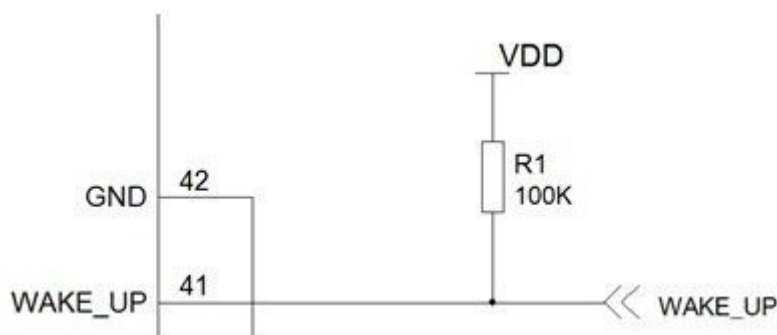 VDD
R1
100K
GND 42
WAKE_UP 41
WAKE_UP